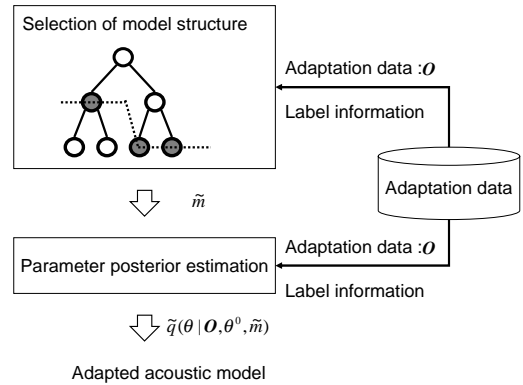 Selection of model structure
Adaptation data :O
Label information
Adaptation data
m̃
Adaptation data :O
Parameter posterior estimation
Label information
q̃(θ | O,θ⁰,m̃)
Adapted acoustic model